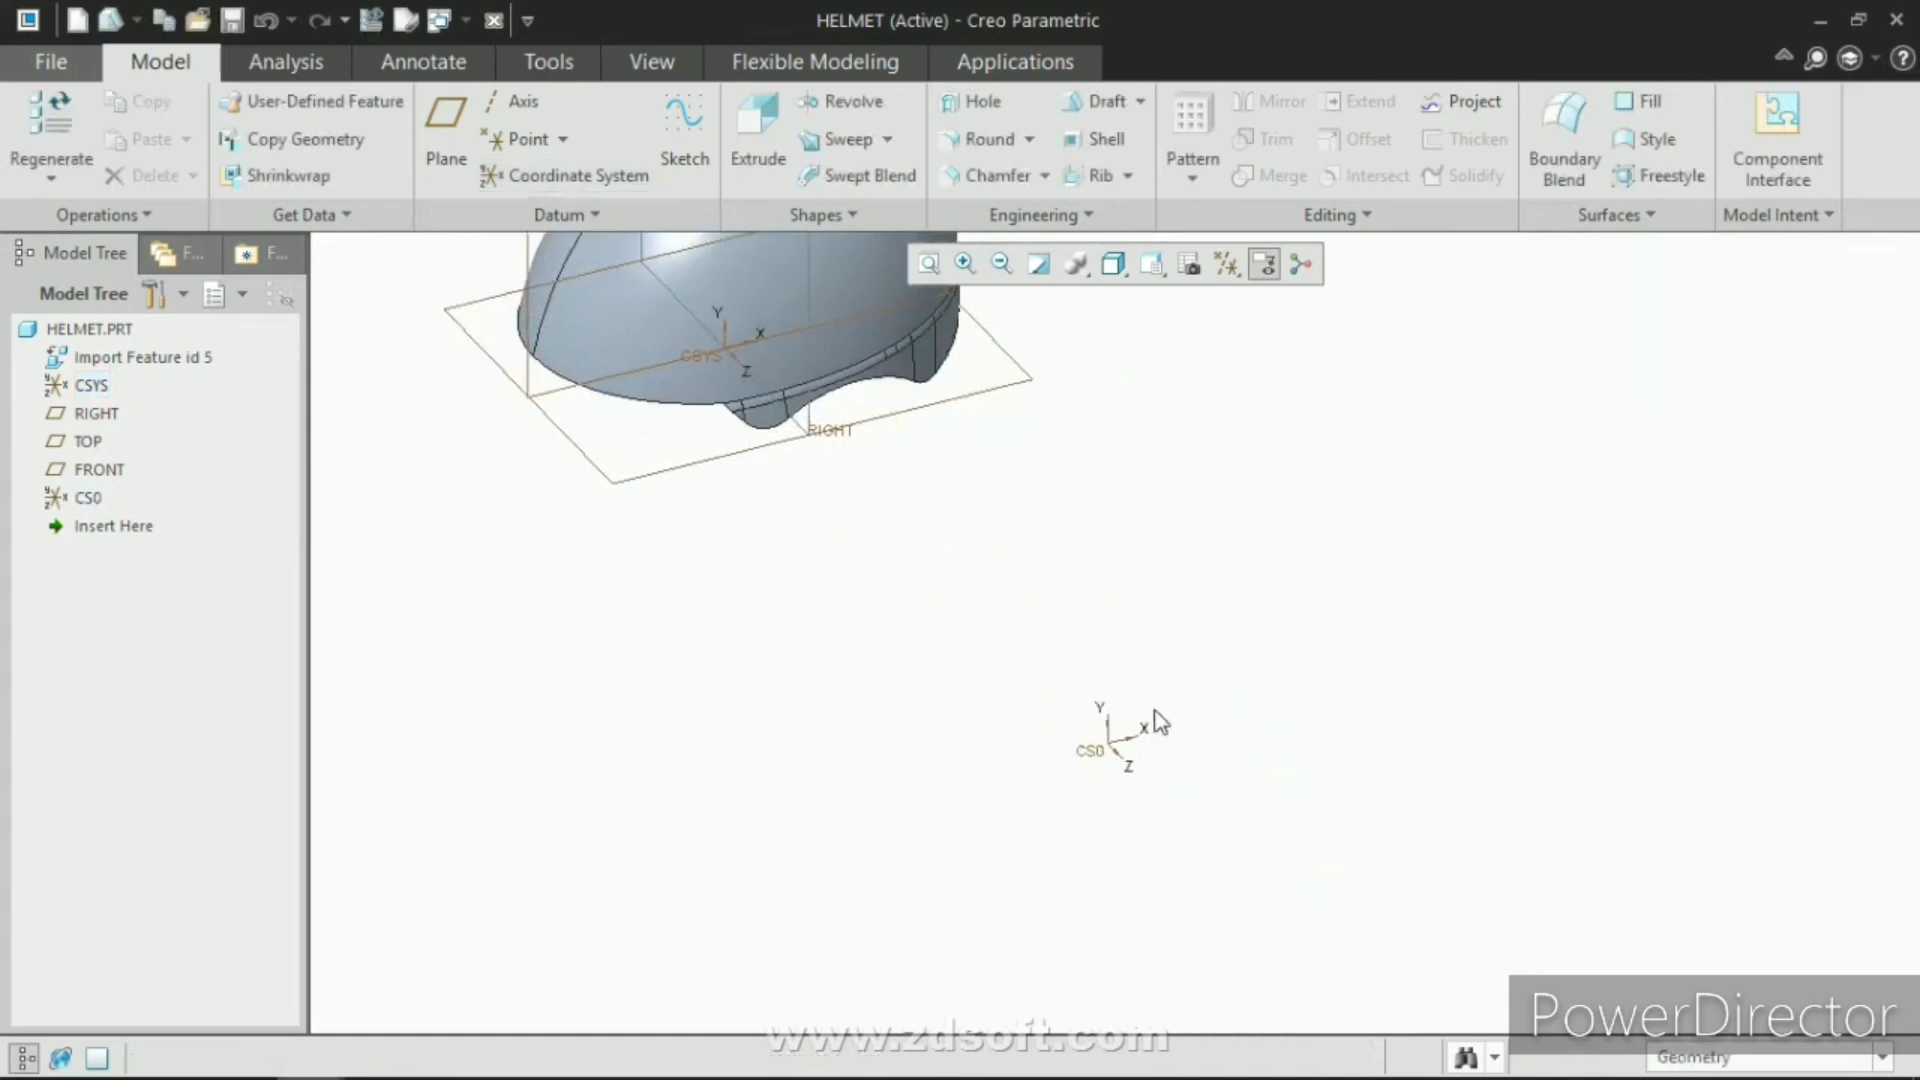 HELMET (Active) - Creo Parametric
File Model Analysis Annotate Tools View Flexible Modeling Applications
Regenerate
Copy
Paste
Delete
Operations
User-Defined Feature
Copy Geometry
Shrinkwrap
Get Data
Plane
Axis
Point
Coordinate System
Sketch
Datum
Extrude
Revolve
Sweep
Swept Blend
Shapes
Hole
Draft
Round
Shell
Chamfer
Rib
Engineering
Pattern
Mirror
Extend
Project
Trim
Offset
Thicken
Merge
Intersect
Solidify
Editing
Boundary
Blend
Fill
Style
Freestyle
Surfaces
Component
Interface
Model Intent
Model Tree F... F...
Model Tree
HELMET.PRT
Import Feature id 5
CSYS
RIGHT
TOP
FRONT
CS0
Insert Here
Y
X
CSYS
Z
RIGHT
Y
X
CS0
Z
PowerDirector
www.zdsoft.com
Geometry